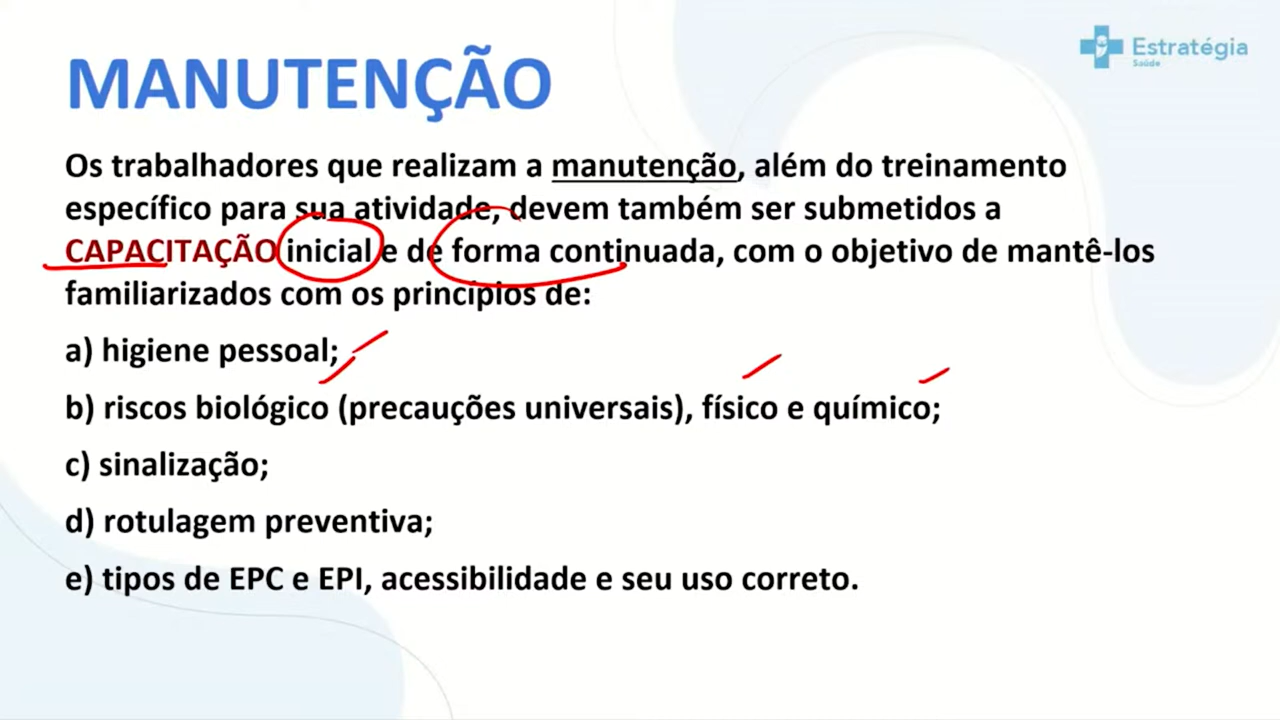 Estratégia
Saúde
MANUTENÇÃO
Os trabalhadores que realizam a manutenção, além do treinamento
específico para sua atividade, devem também ser submetidos a
CAPACITAÇÃO inicial e de forma continuada, com o objetivo de mantê-los
familiarizados com os princípios de:
a) higiene pessoal;
b) riscos biológico (precauções universais), físico e químico;
c) sinalização;
d) rotulagem preventiva;
e) tipos de EPC e EPI, acessibilidade e seu uso correto.